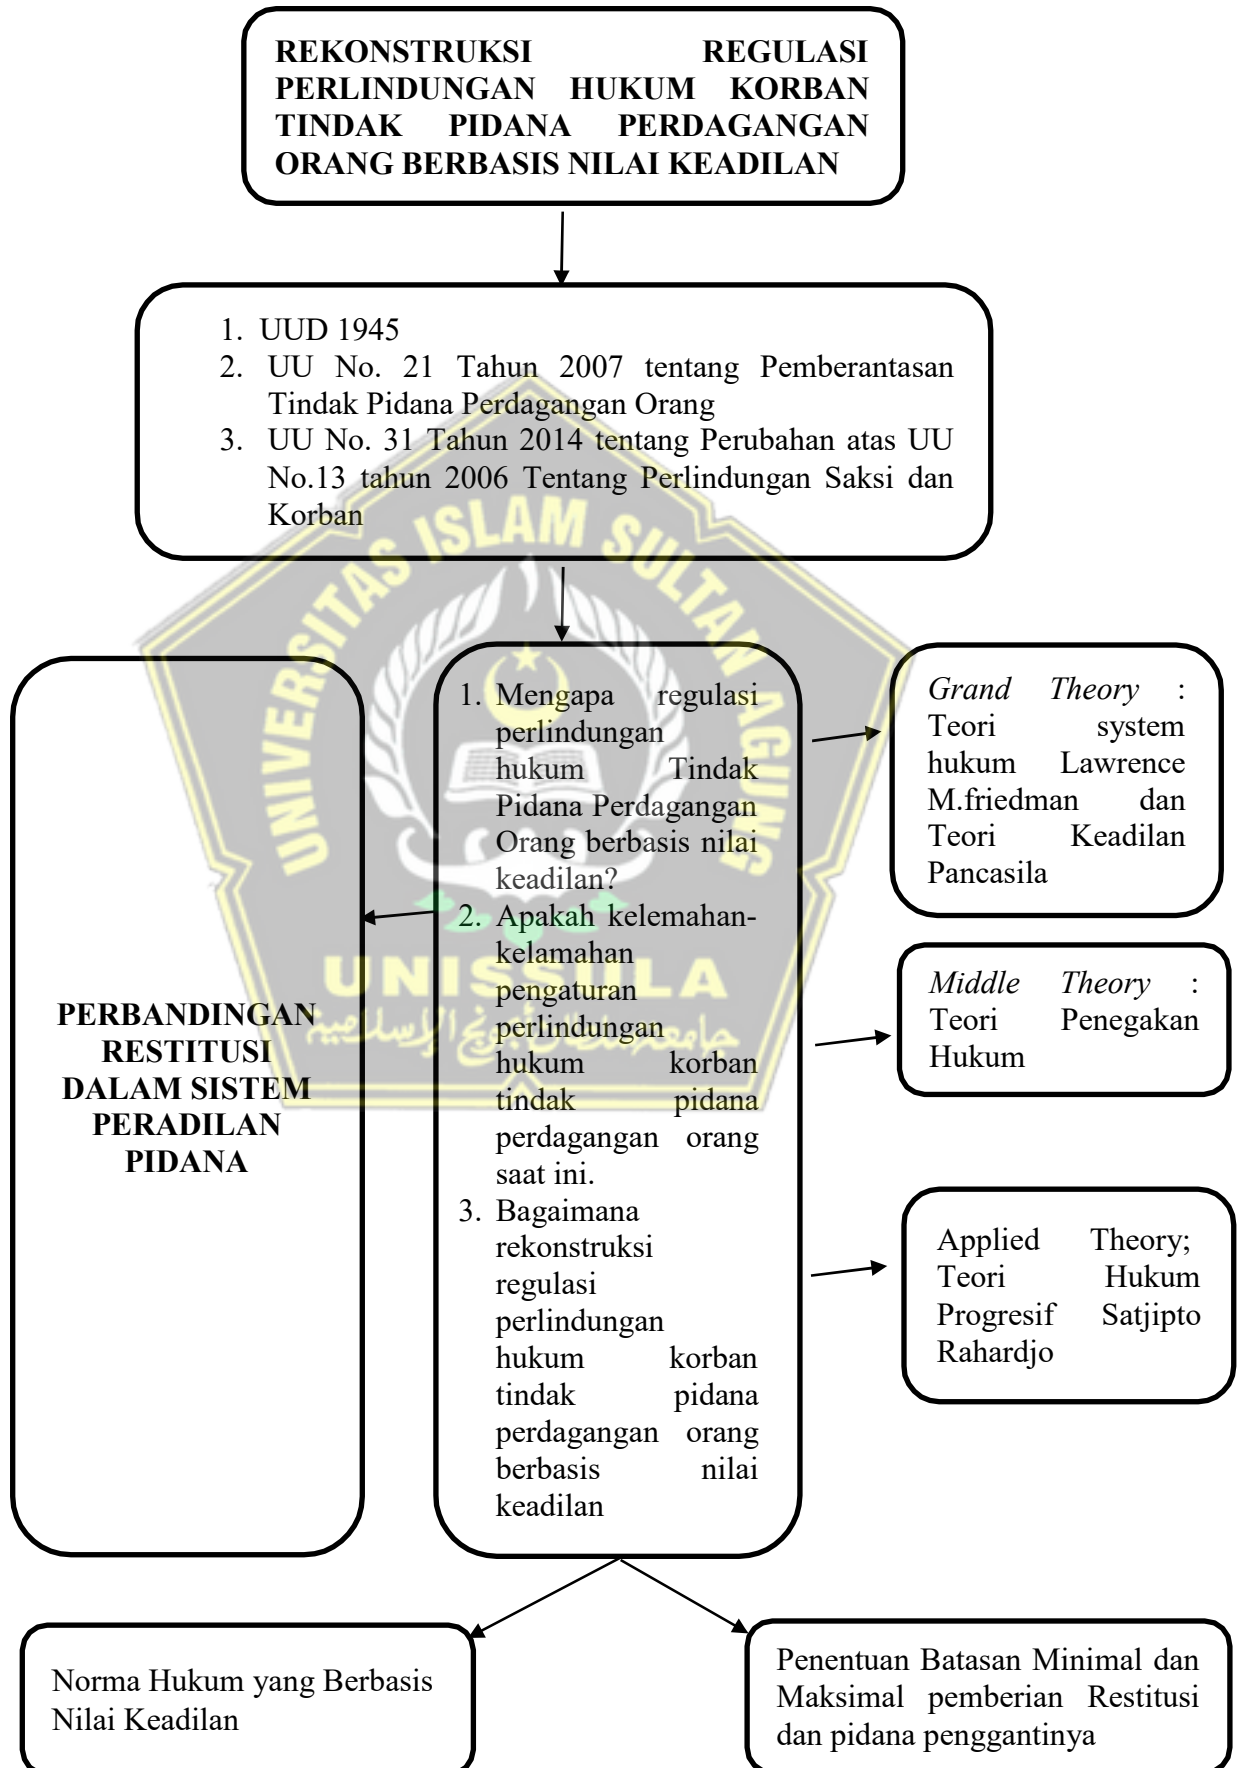 REKONSTRUKSI REGULASI
PERLINDUNGAN HUKUM KORBAN
TINDAK PIDANA PERDAGANGAN
ORANG BERBASIS NILAI KEADILAN
1. UUD 1945
2. UU No. 21 Tahun 2007 tentang Pemberantasan
Tindak Pidana Perdagangan Orang
3. UU No. 31 Tahun 2014 tentang Perubahan atas UU
No.13 tahun 2006 Tentang Perlindungan Saksi dan
Korban
UNIVERSITAS ISLAM SULTAN AGUNG
UNISSULA
PERBANDINGAN
RESTITUSI
DALAM SISTEM
PERADILAN
PIDANA
1. Mengapa regulasi
perlindungan
hukum Tindak
Pidana Perdagangan
Orang berbasis nilai
keadilan?
2. Apakah kelemahan-
kelamahan
pengaturan
perlindungan
hukum korban
tindak pidana
perdagangan orang
saat ini.
3. Bagaimana
rekonstruksi
regulasi
perlindungan
hukum korban
tindak pidana
perdagangan orang
berbasis nilai
keadilan
Grand Theory :
Teori system
hukum Lawrence
M.friedman dan
Teori Keadilan
Pancasila
Middle Theory :
Teori Penegakan
Hukum
Applied Theory;
Teori Hukum
Progresif Satjipto
Rahardjo
Norma Hukum yang Berbasis
Nilai Keadilan
Penentuan Batasan Minimal dan
Maksimal pemberian Restitusi
dan pidana penggantinya